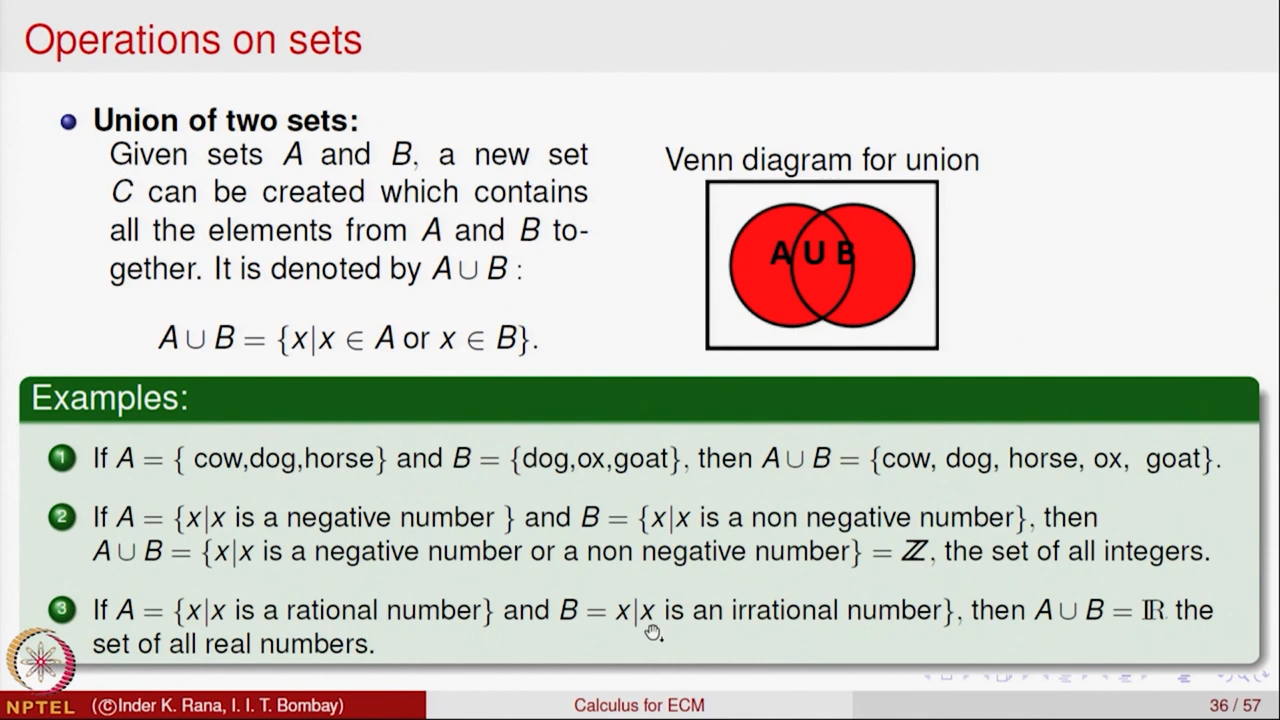 Operations on sets
Union of two sets:
Given sets A and B, a new set
C can be created which contains
all the elements from A and B to-
gether. It is denoted by A ∪ B :
A ∪ B = {x|x ∈ A or x ∈ B}.
Venn diagram for union
A U B
Examples:
1 If A = { cow,dog,horse} and B = {dog,ox,goat}, then A ∪ B = {cow, dog, horse, ox, goat}.
2 If A = {x|x is a negative number } and B = {x|x is a non negative number}, then
A ∪ B = {x|x is a negative number or a non negative number} = ℤ, the set of all integers.
3 If A = {x|x is a rational number} and B = x|x is an irrational number}, then A ∪ B = ℝ the
set of all real numbers.
NPTEL (©Inder K. Rana, I. I. T. Bombay) Calculus for ECM 36 / 57